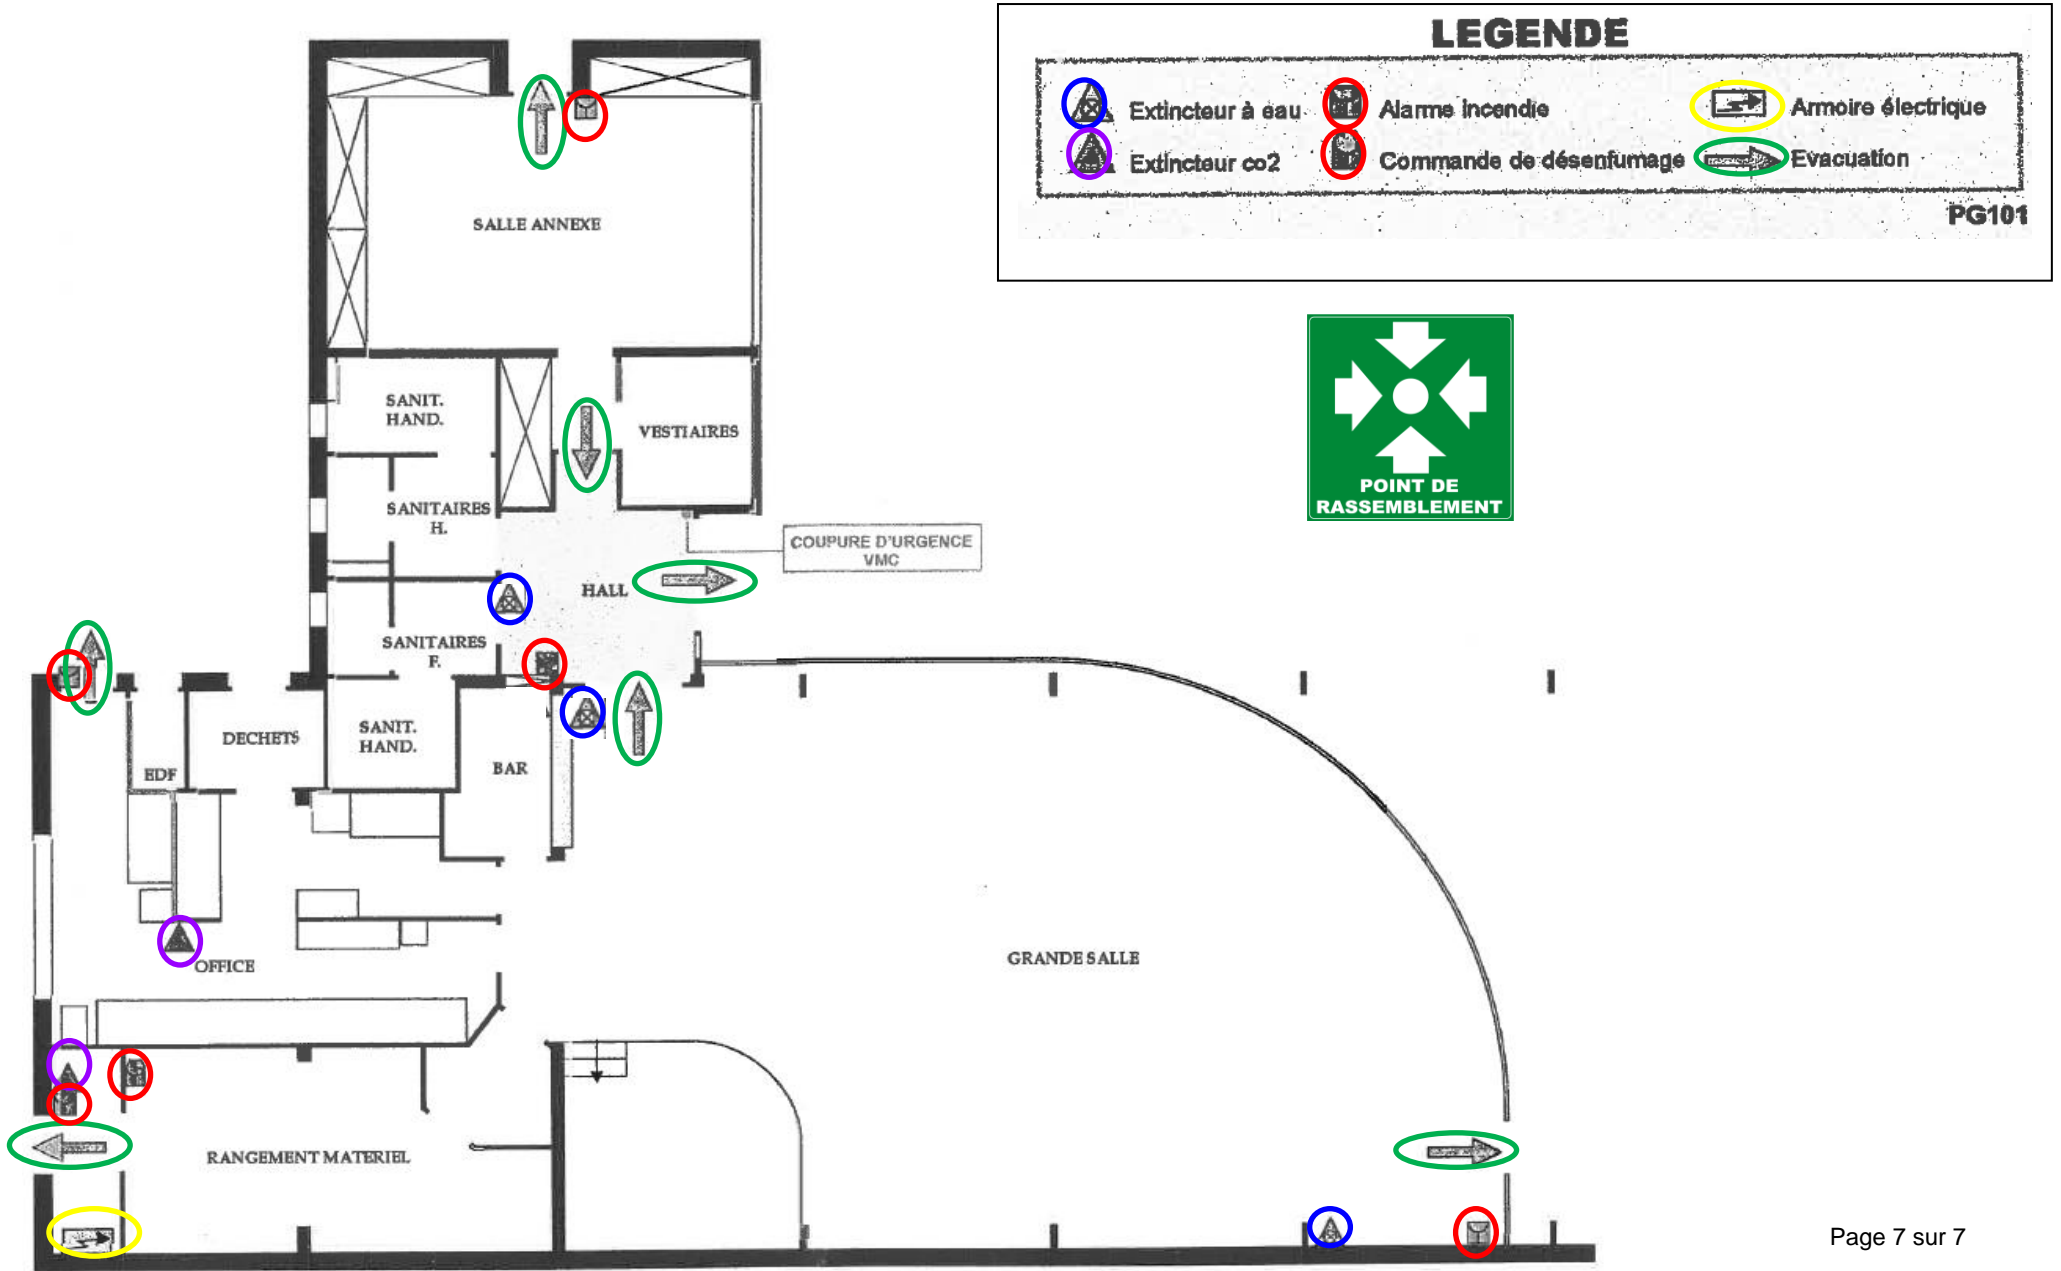 LEGENDE
Extincteur à eau
Alarme incendie
Armoire électrique
Extincteur co2
Commande de désenfumage
Evacuation
PG101
SALLE ANNEXE
POINT DE
RASSEMBLEMENT
SANIT.
HAND.
VESTIAIRES
SANITAIRES
H.
COUPURE D'URGENCE
VMC
HALL
SANITAIRES
F.
DECHETS
SANIT.
HAND.
EDF
BAR
OFFICE
GRANDE SALLE
RANGEMENT MATERIEL
Page 7 sur 7